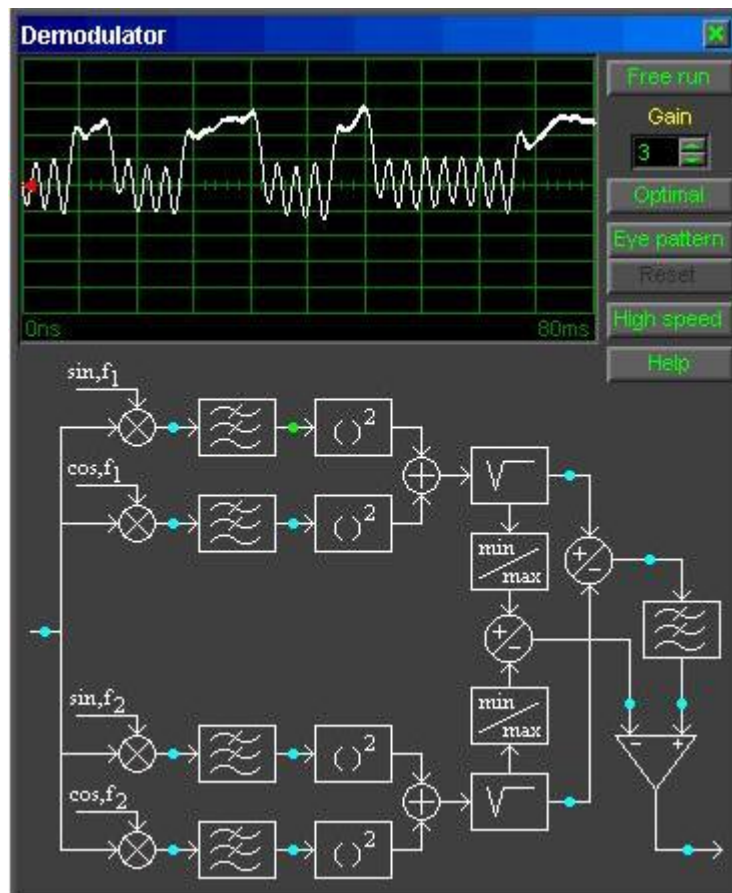 Demodulator
Free run
Gain
3
Optimal
Eye pattern
Reset
0ns 80ms
High speed
Help
sin,f1
( )2
cos,f1
( )2
√
min
max
+ −
+ −
sin,f2
( )2
min
max
cos,f2
( )2
√
− +